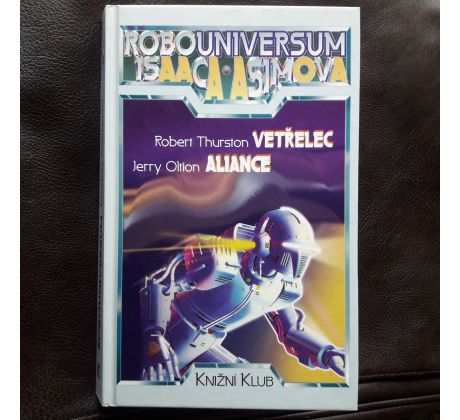 ROBOUNIVERSUM
ISAACA ASIMOVA
Robert Thurston VETŘELEC
Jerry Oltion ALIANCE
KNIŽNÍ KLUB